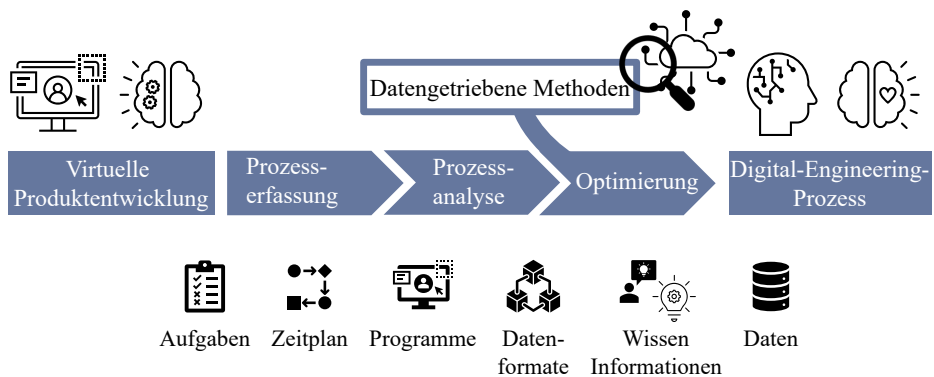 Datengetriebene Methoden
Virtuelle
Produktentwicklung
Prozess-
erfassung
Prozess-
analyse
Optimierung
Digital-Engineering-
Prozess
Aufgaben
Zeitplan
Programme
Daten-
formate
Wissen
Informationen
Daten